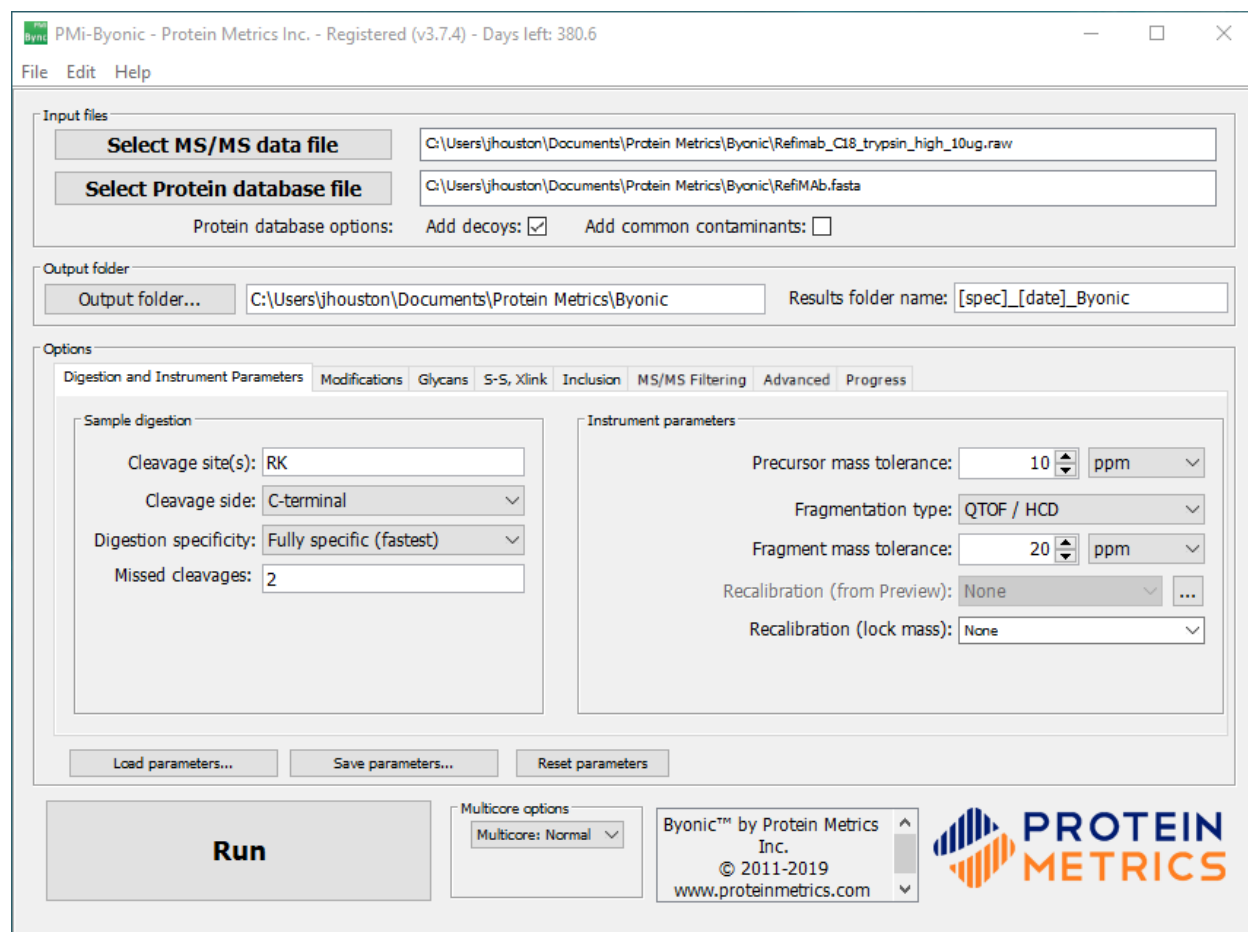 PMi-Byonic - Protein Metrics Inc. - Registered (v3.7.4) - Days left: 380.6
File Edit Help
Input files
Select MS/MS data file C:\Users\jhouston\Documents\Protein Metrics\Byonic\Refimab_C18_trypsin_high_10ug.raw
Select Protein database file C:\Users\jhouston\Documents\Protein Metrics\Byonic\RefiMAb.fasta
Protein database options: Add decoys: Add common contaminants:
Output folder
Output folder... C:\Users\jhouston\Documents\Protein Metrics\Byonic Results folder name: [spec]_[date]_Byonic
Options
Digestion and Instrument Parameters Modifications Glycans S-S, Xlink Inclusion MS/MS Filtering Advanced Progress
Sample digestion
Cleavage site(s): RK
Cleavage side: C-terminal
Digestion specificity: Fully specific (fastest)
Missed cleavages: 2
Instrument parameters
Precursor mass tolerance: 10 ppm
Fragmentation type: QTOF / HCD
Fragment mass tolerance: 20 ppm
Recalibration (from Preview): None ...
Recalibration (lock mass): None
Load parameters... Save parameters... Reset parameters
Run
Multicore options
Multicore: Normal
Byonic™ by Protein Metrics
Inc.
© 2011-2019
www.proteinmetrics.com
PROTEIN
METRICS